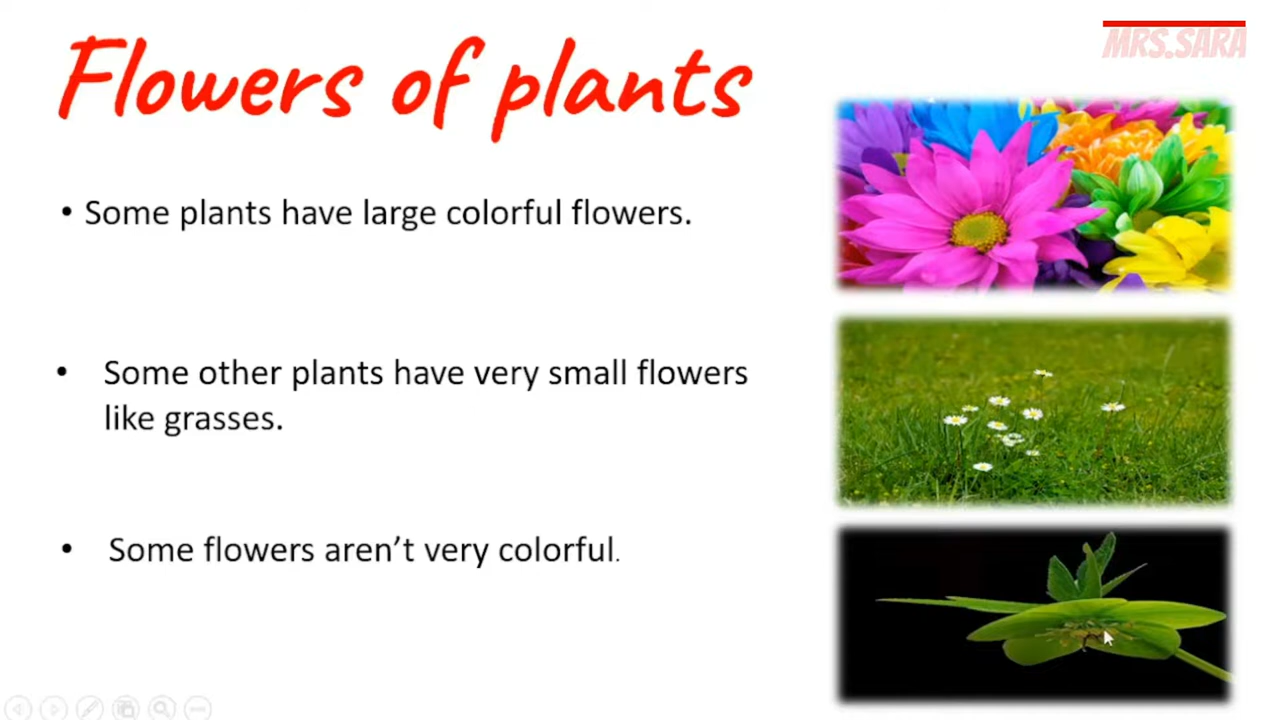 MRS.SARA
Flowers of plants
• Some plants have large colorful flowers.
• Some other plants have very small flowers
like grasses.
• Some flowers aren’t very colorful.